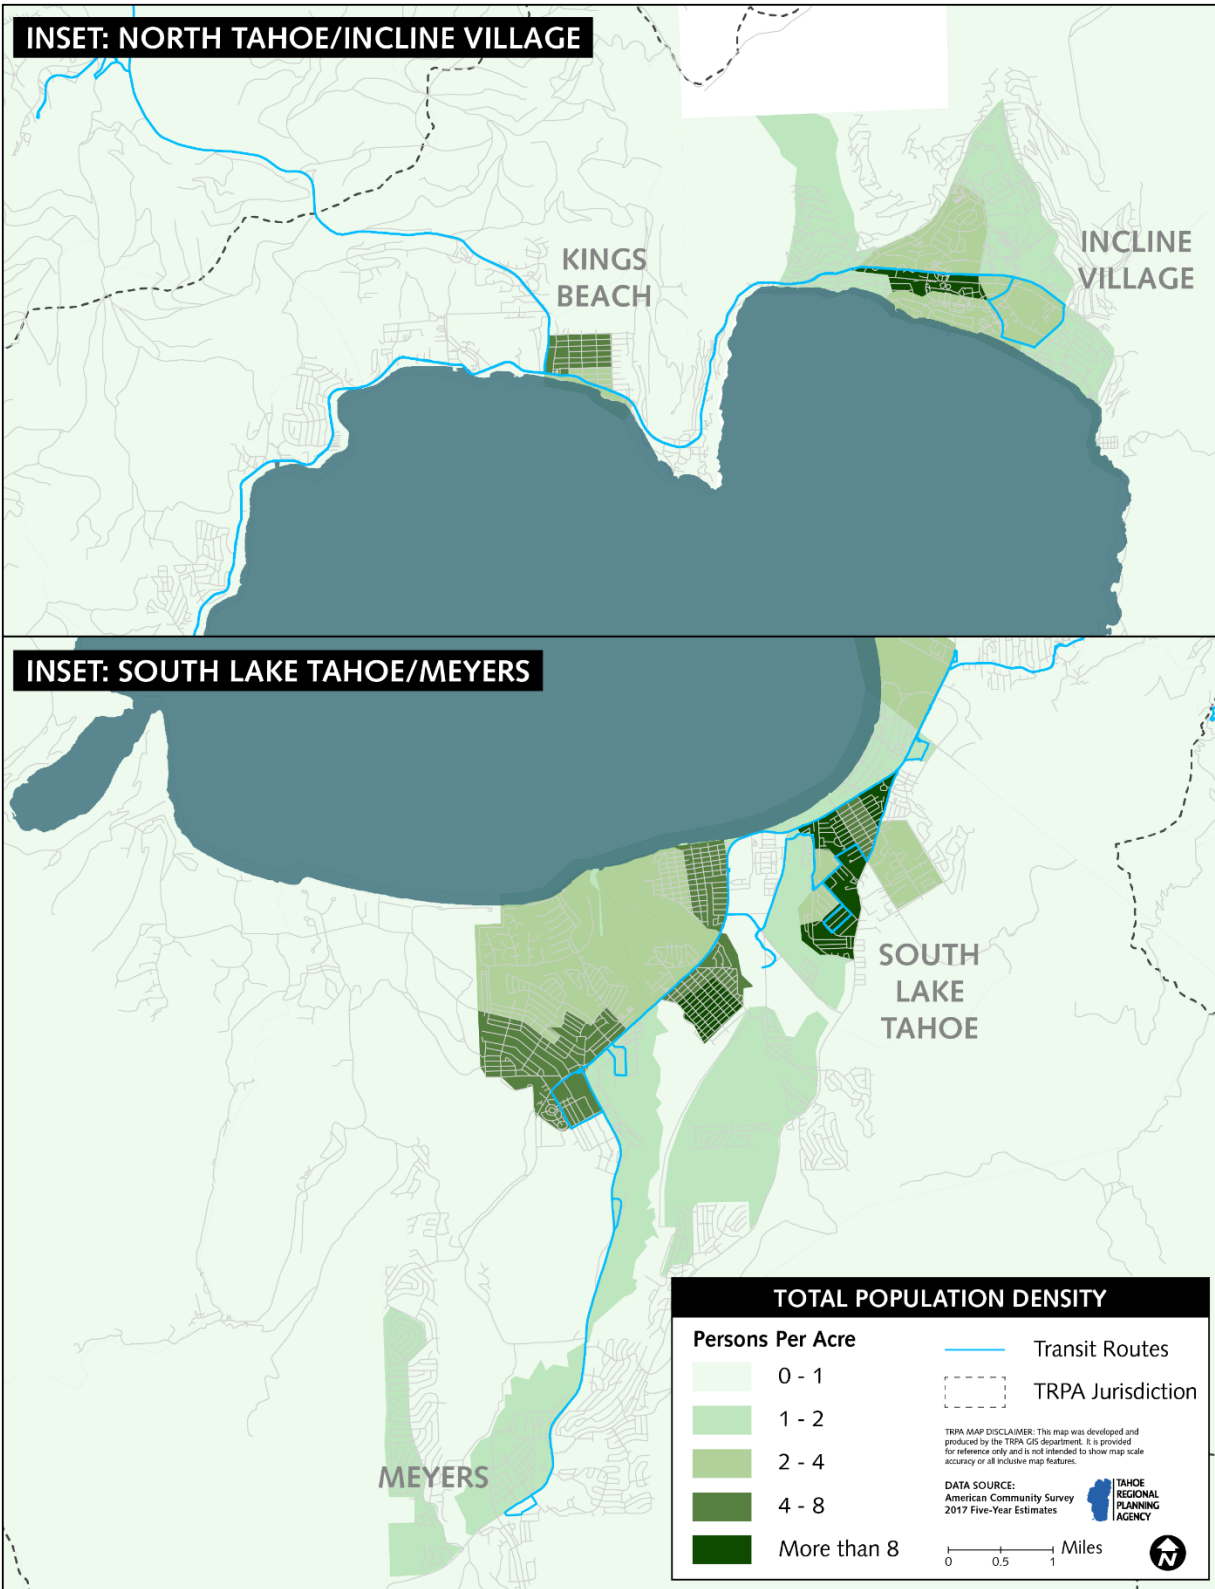 INSET: NORTH TAHOE/INCLINE VILLAGE
KINGS
BEACH
INCLINE
VILLAGE
INSET: SOUTH LAKE TAHOE/MEYERS
SOUTH
LAKE
TAHOE
MEYERS
TOTAL POPULATION DENSITY
Persons Per Acre
0 - 1
1 - 2
2 - 4
4 - 8
More than 8
Transit Routes
TRPA Jurisdiction
TRPA MAP DISCLAIMER: This map was developed and
produced by the TRPA GIS department. It is provided
for reference only and is not intended to show map scale
accuracy or all inclusive map features.
DATA SOURCE:
American Community Survey
2017 Five-Year Estimates
TAHOE
REGIONAL
PLANNING
AGENCY
Miles
0 0.5 1
N